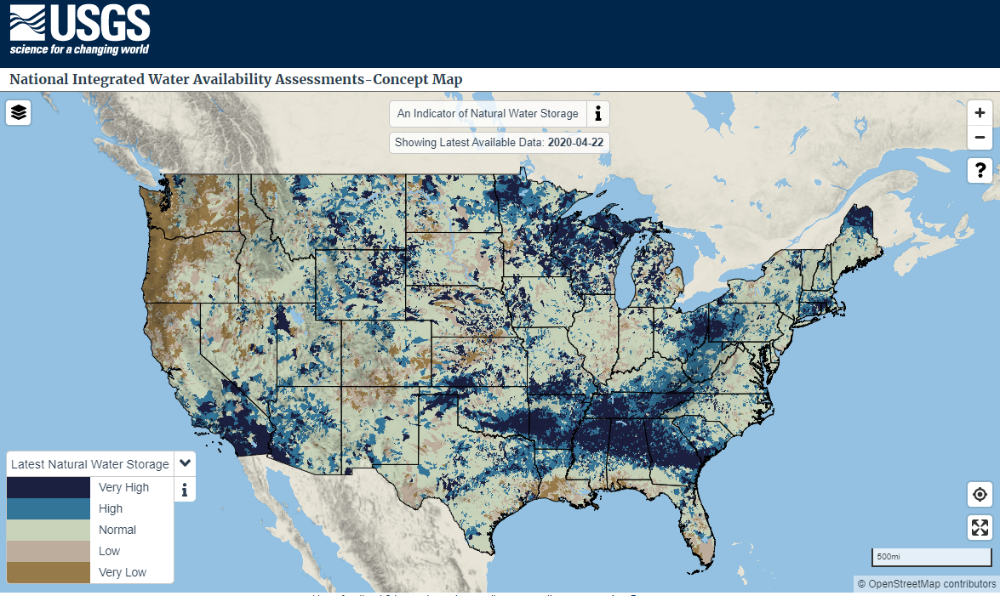 USGS
science for a changing world
National Integrated Water Availability Assessments-Concept Map
An Indicator of Natural Water Storage
Showing Latest Available Data: 2020-04-22
+
−
?
Latest Natural Water Storage
Very High
High
Normal
Low
Very Low
500mi
© OpenStreetMap contributors